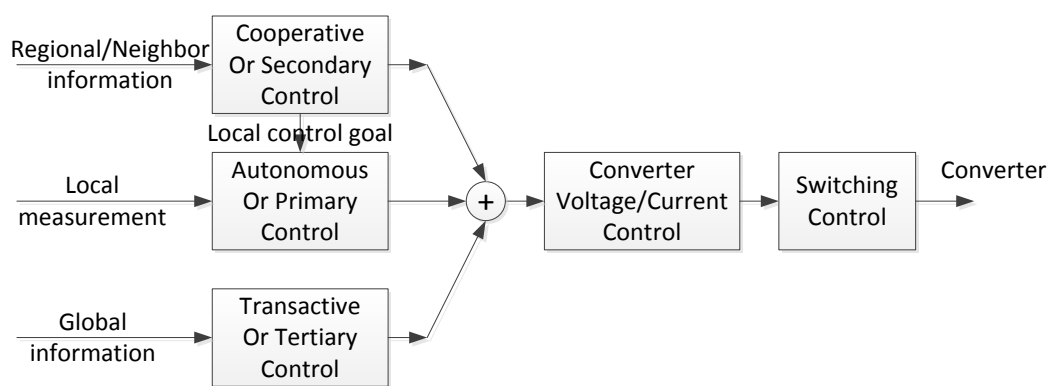 Regional/Neighbor
information
Cooperative
Or Secondary
Control
Local control goal
Local
measurement
Autonomous
Or Primary
Control
+
Converter
Voltage/Current
Control
Switching
Control
Converter
Global
information
Transactive
Or Tertiary
Control